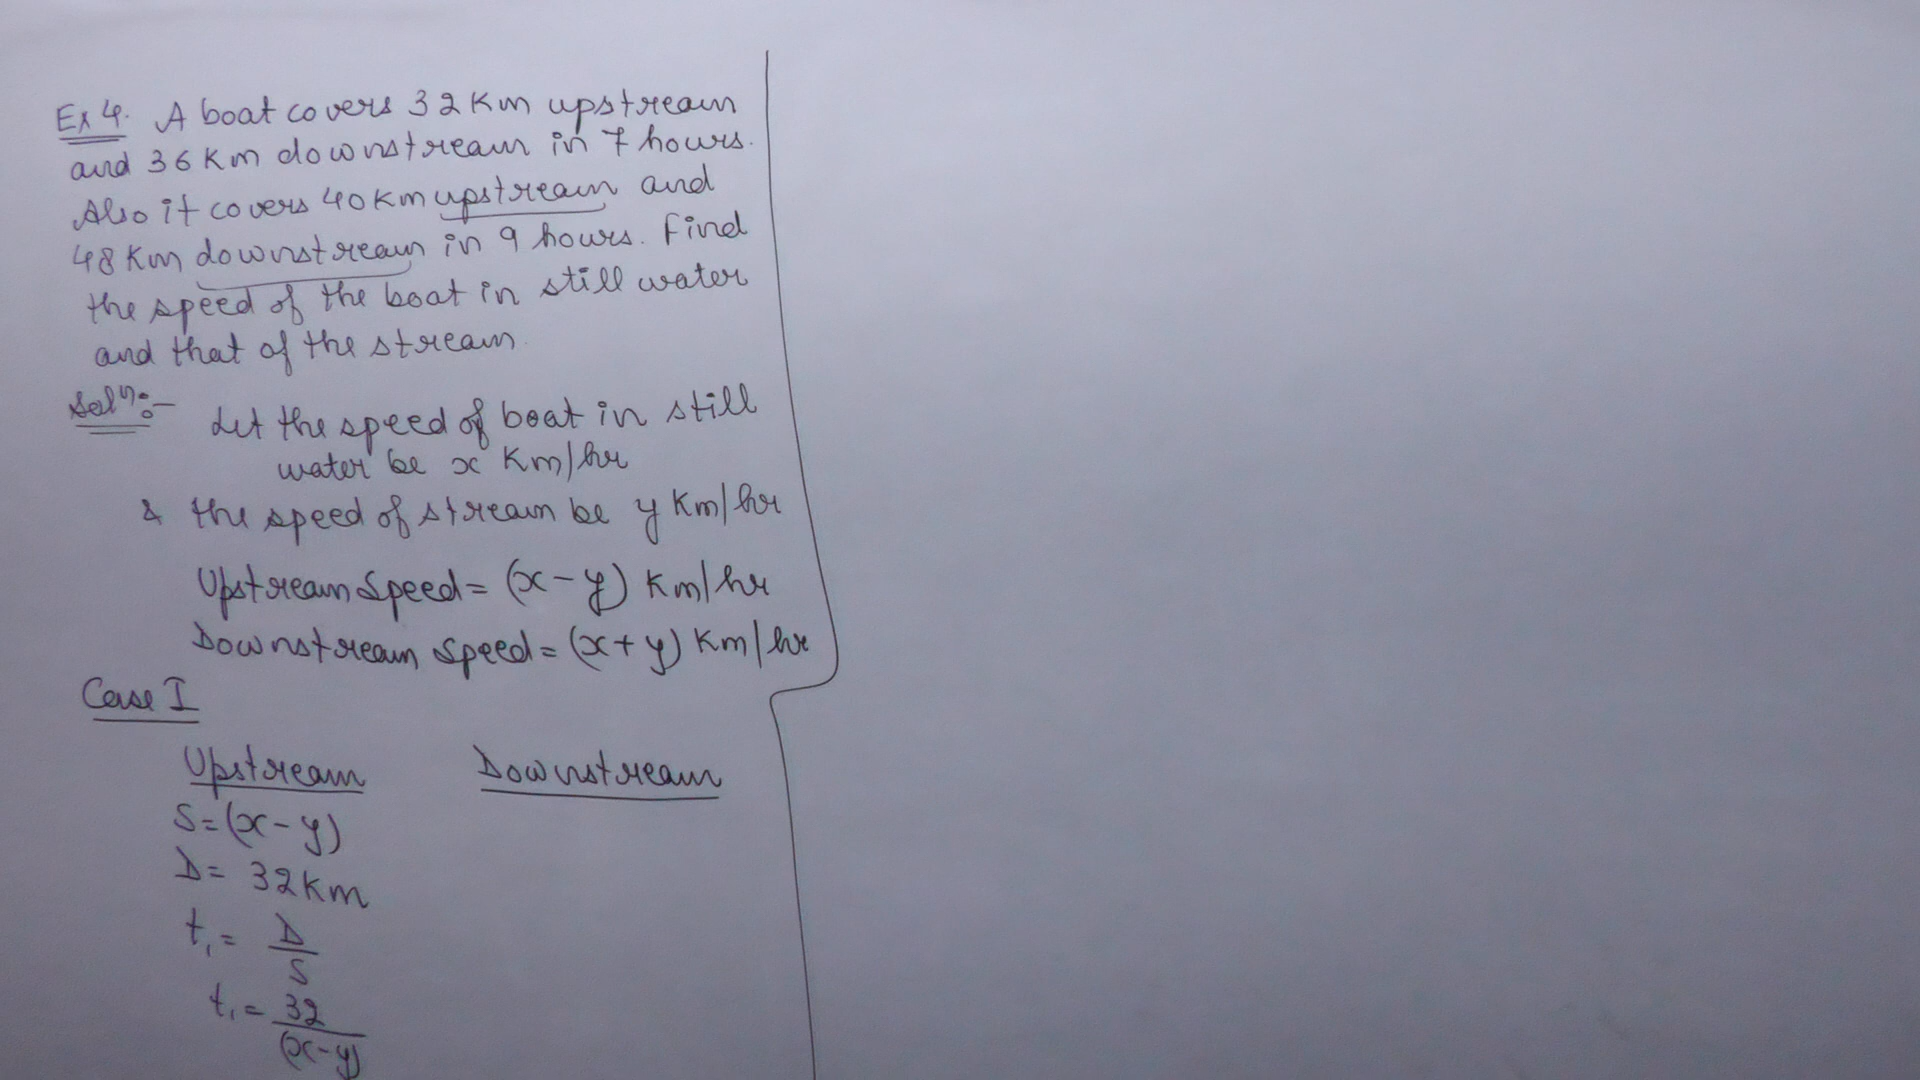 Ex 4. A boat covers 32 Km upstream
and 36 Km downstream in 7 hours.
Also it covers 40 Km upstream and
48 Km downstream in 9 hours. Find
the speed of the boat in still water
and that of the stream.
Solⁿ:- Let the speed of boat in still
water be x Km/hr
& the speed of stream be y Km/hr
Upstream Speed = (x - y) Km/hr
Downstream Speed = (x + y) Km/hr
Case I
Upstream Downstream
S = (x - y)
D = 32 Km
t₁ = D/S
t₁ = 32/(x-y)